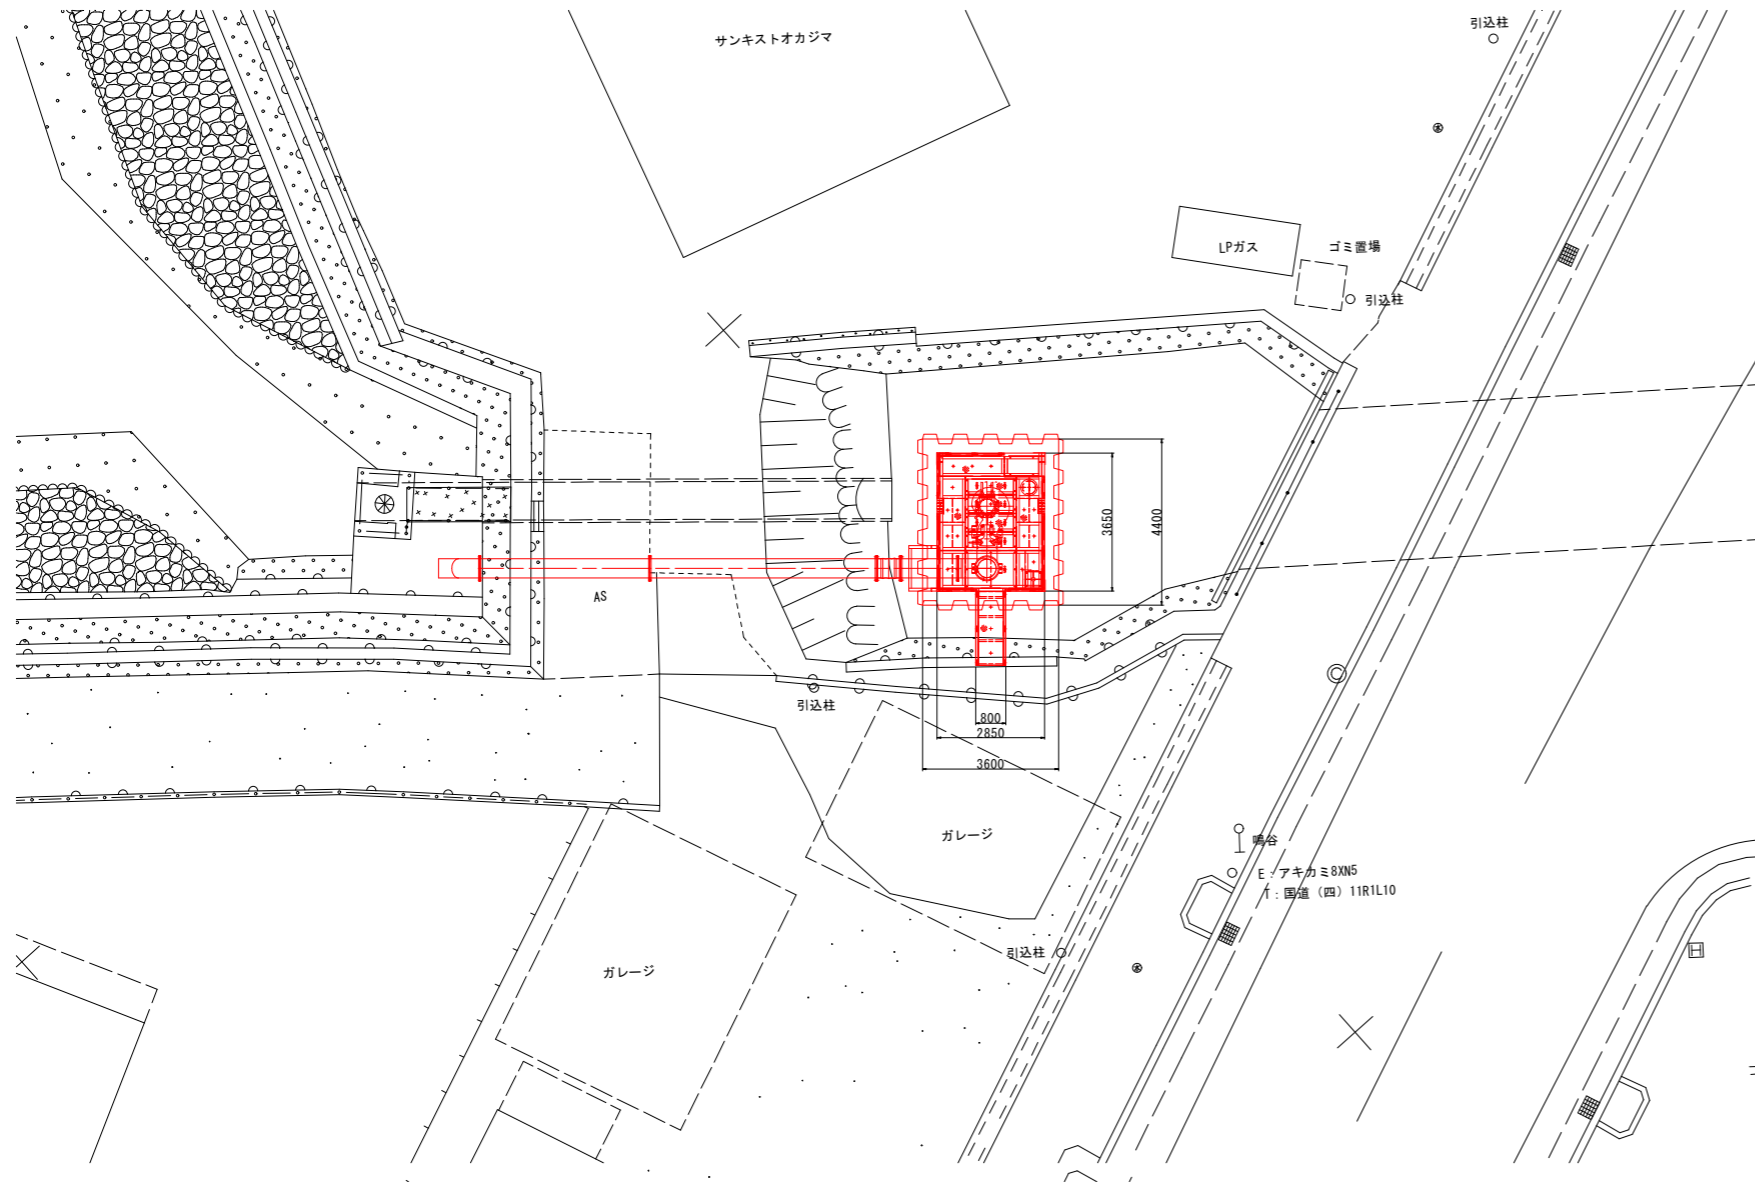 引込柱
サンキストオカジマ
LPガス
ゴミ置場
引込柱
3650
4400
AS
引込柱
800
2850
3600
ガレージ
鳴谷
E:アキカミ8XN5
T:国道(四)11R1L10
引込柱
ガレージ
H